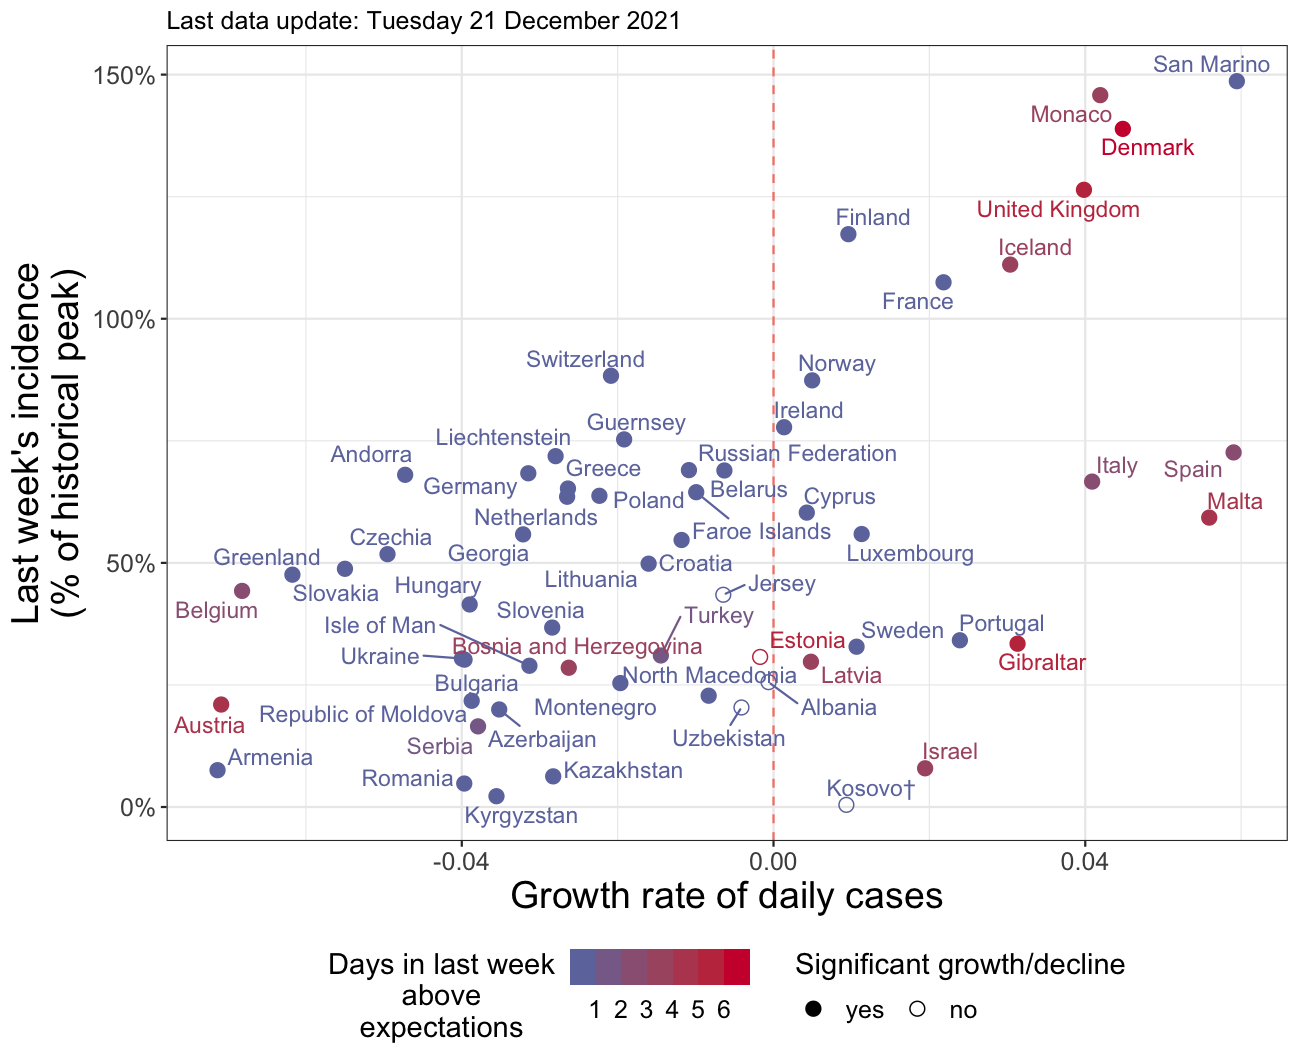 Last data update: Tuesday 21 December 2021
150%
100%
50%
0%
Last week's incidence
(% of historical peak)
San Marino
Monaco
Denmark
United Kingdom
Finland
Iceland
France
Switzerland
Norway
Ireland
Guernsey
Liechtenstein
Andorra
Russian Federation
Greece
Italy
Spain
Germany
Belarus
Poland
Cyprus
Malta
Netherlands
Faroe Islands
Czechia
Georgia
Luxembourg
Greenland
Croatia
Lithuania
Jersey
Hungary
Slovakia
Belgium
Slovenia
Turkey
Isle of Man
Portugal
Sweden
Estonia
Bosnia and Herzegovina
Ukraine
Gibraltar
North Macedonia
Latvia
Bulgaria
Montenegro
Albania
Republic of Moldova
Austria
Azerbaijan
Uzbekistan
Serbia
Israel
Armenia
Kazakhstan
Romania
Kosovo†
Kyrgyzstan
-0.04 0.00 0.04
Growth rate of daily cases
Days in last week
above
expectations
1 2 3 4 5 6
Significant growth/decline
yes no